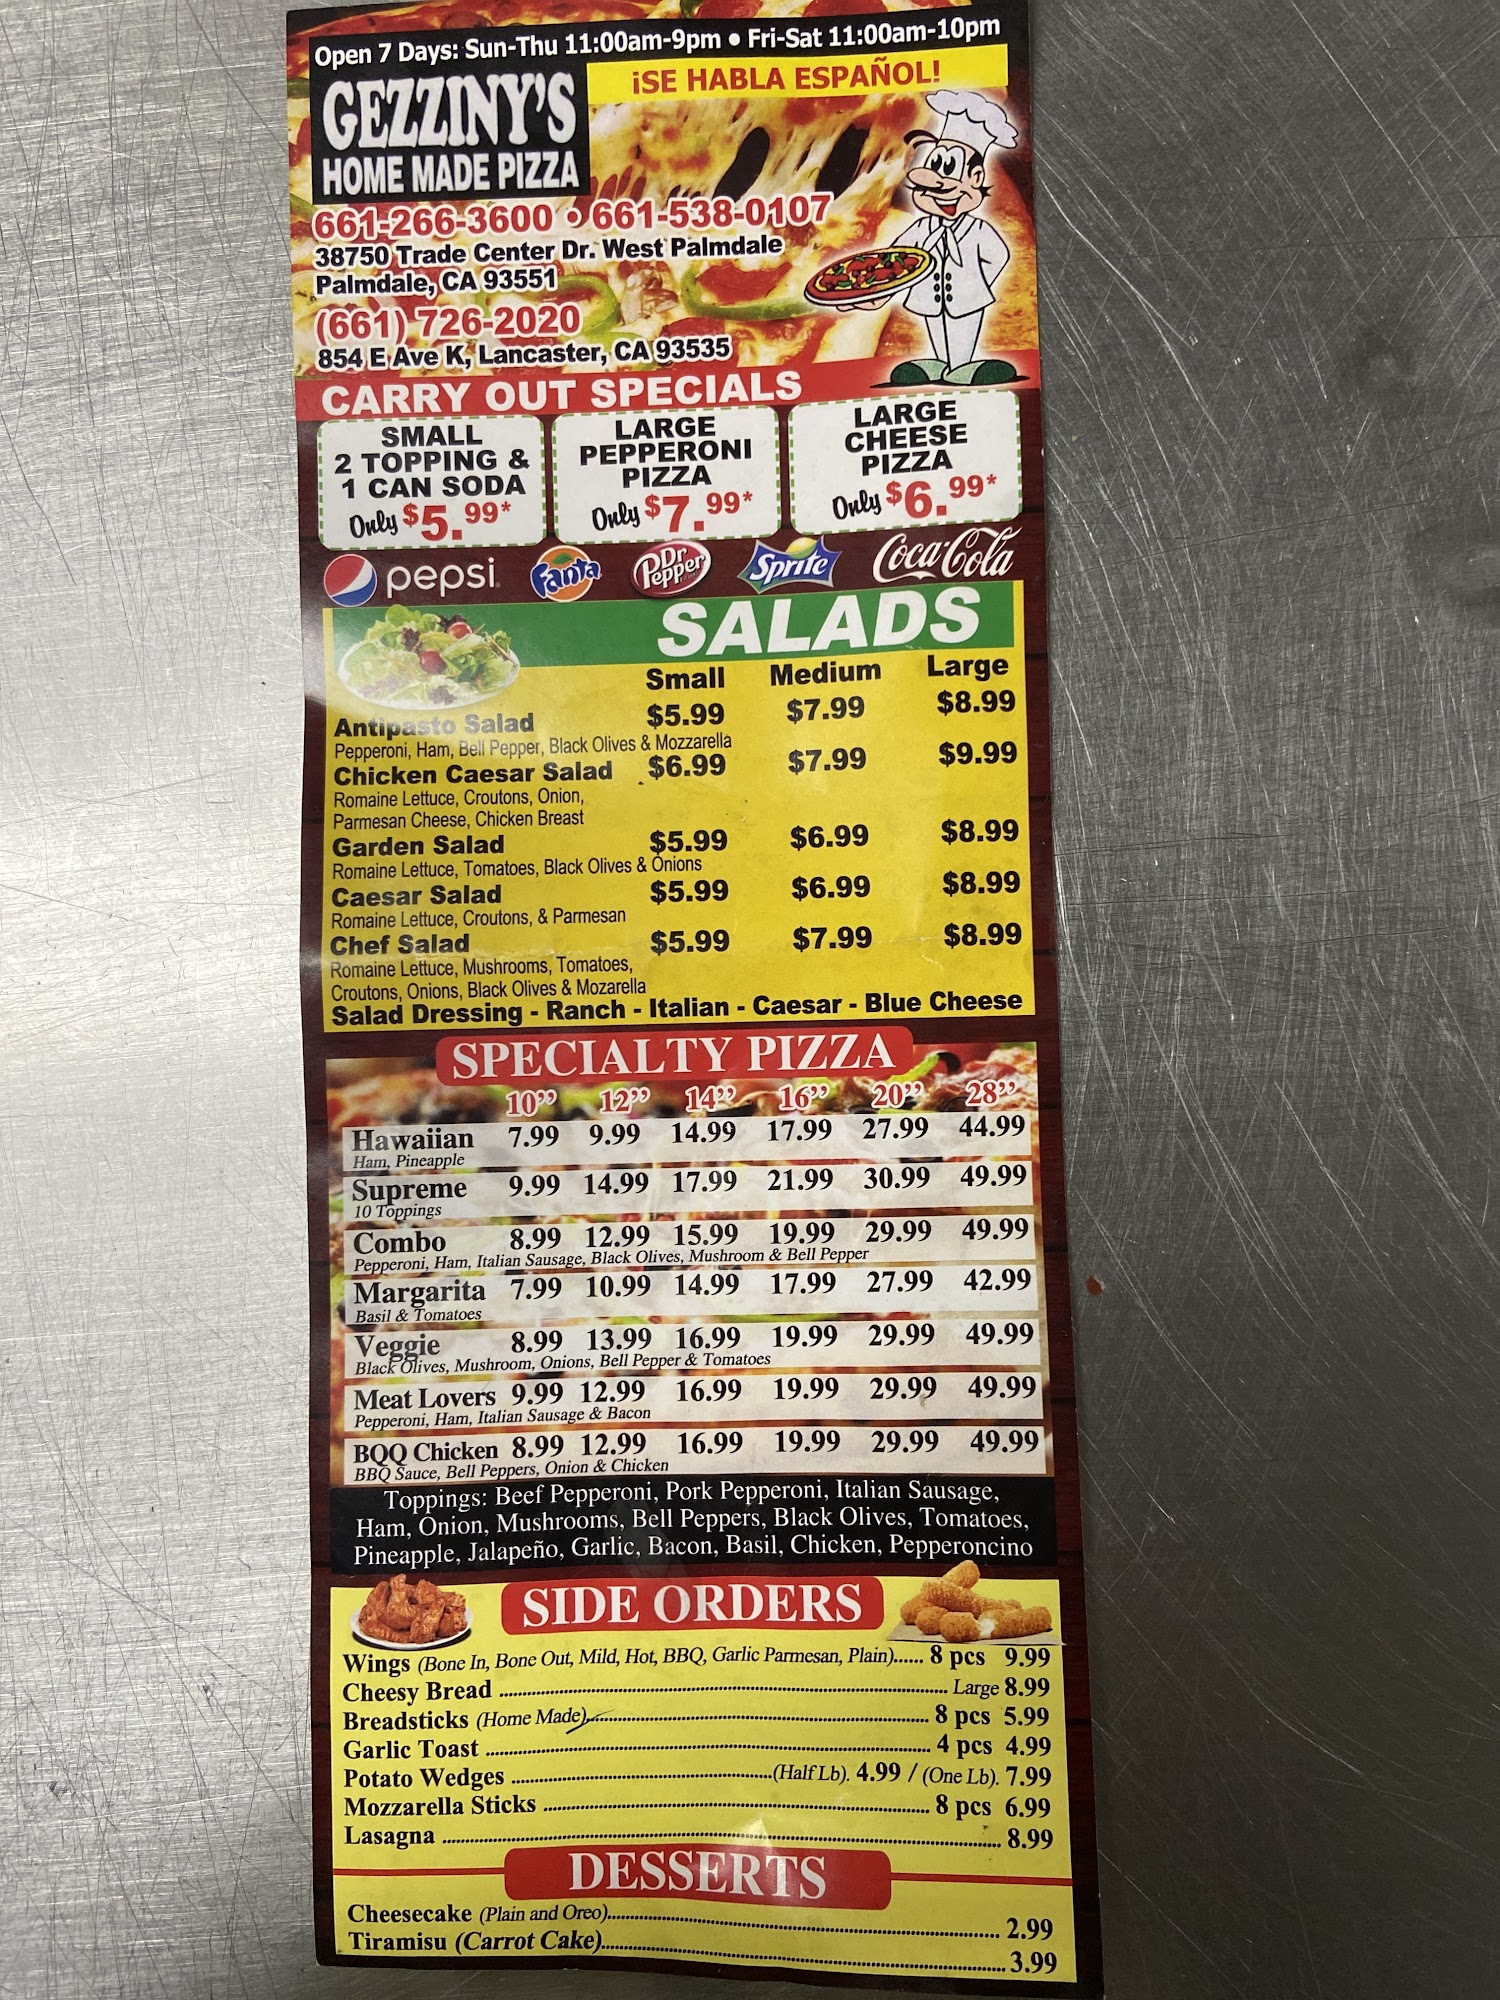 Open 7 Days: Sun-Thu 11:00am-9pm • Fri-Sat 11:00am-10pm
GEZZINY'S
HOME MADE PIZZA
¡SE HABLA ESPAÑOL!
661-266-3600 • 661-538-0107
38750 Trade Center Dr. West Palmdale
Palmdale, CA 93551
(661) 726-2020
854 E Ave K, Lancaster, CA 93535
CARRY OUT SPECIALS
SMALL
2 TOPPING &
1 CAN SODA
Only $5.99*
LARGE
PEPPERONI
PIZZA
Only $7.99*
LARGE
CHEESE
PIZZA
Only $6.99*
pepsi Fanta Dr Pepper Sprite Coca-Cola
SALADS
Small Medium Large
Antipasto Salad $5.99 $7.99 $8.99
Pepperoni, Ham, Bell Pepper, Black Olives & Mozzarella
Chicken Caesar Salad $6.99 $7.99 $9.99
Romaine Lettuce, Croutons, Onion,
Parmesan Cheese, Chicken Breast
Garden Salad $5.99 $6.99 $8.99
Romaine Lettuce, Tomatoes, Black Olives & Onions
Caesar Salad $5.99 $6.99 $8.99
Romaine Lettuce, Croutons, & Parmesan
Chef Salad $5.99 $7.99 $8.99
Romaine Lettuce, Mushrooms, Tomatoes,
Croutons, Onions, Black Olives & Mozarella
Salad Dressing - Ranch - Italian - Caesar - Blue Cheese
SPECIALTY PIZZA
10” 12” 14” 16” 20” 28”
Hawaiian 7.99 9.99 14.99 17.99 27.99 44.99
Ham, Pineapple
Supreme 9.99 14.99 17.99 21.99 30.99 49.99
10 Toppings
Combo 8.99 12.99 15.99 19.99 29.99 49.99
Pepperoni, Ham, Italian Sausage, Black Olives, Mushroom & Bell Pepper
Margarita 7.99 10.99 14.99 17.99 27.99 42.99
Basil & Tomatoes
Veggie 8.99 13.99 16.99 19.99 29.99 49.99
Black Olives, Mushroom, Onions, Bell Pepper & Tomatoes
Meat Lovers 9.99 12.99 16.99 19.99 29.99 49.99
Pepperoni, Ham, Italian Sausage & Bacon
BQQ Chicken 8.99 12.99 16.99 19.99 29.99 49.99
BBQ Sauce, Bell Peppers, Onion & Chicken
Toppings: Beef Pepperoni, Pork Pepperoni, Italian Sausage,
Ham, Onion, Mushrooms, Bell Peppers, Black Olives, Tomatoes,
Pineapple, Jalapeño, Garlic, Bacon, Basil, Chicken, Pepperoncino
SIDE ORDERS
Wings (Bone In, Bone Out, Mild, Hot, BBQ, Garlic Parmesan, Plain)...... 8 pcs 9.99
Cheesy Bread ........ Large 8.99
Breadsticks (Home Made)........ 8 pcs 5.99
Garlic Toast ........ 4 pcs 4.99
Potato Wedges ........(Half Lb). 4.99 / (One Lb). 7.99
Mozzarella Sticks ........ 8 pcs 6.99
Lasagna ........ 8.99
DESSERTS
Cheesecake (Plain and Oreo)........ 2.99
Tiramisu (Carrot Cake)........ 3.99